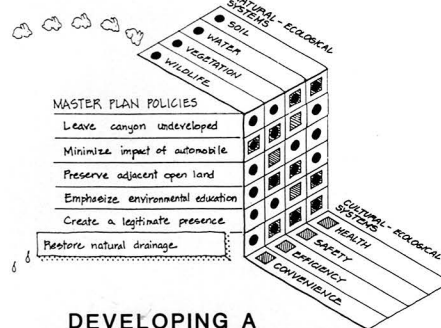 NATURAL-ECOLOGICAL
SYSTEMS
SOIL
WATER
VEGETATION
WILDLIFE
MASTER PLAN POLICIES
Leave canyon undeveloped
Minimize impact of automobile
Preserve adjacent open land
Emphasize environmental education
Create a legitimate presence
Restore natural drainage
CULTURAL-ECOLOGICAL
SYSTEMS
HEALTH
SAFETY
EFFICIENCY
CONVENIENCE
DEVELOPING A